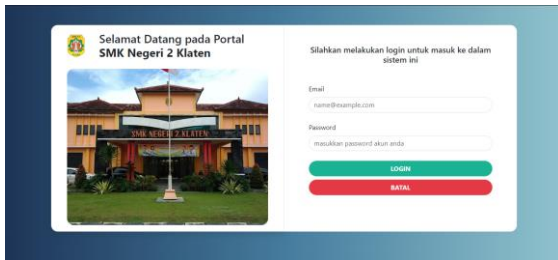 Selamat Datang pada Portal
SMK Negeri 2 Klaten
SMK NEGERI 2 KLATEN
Silahkan melakukan login untuk masuk ke dalam
sistem ini
Email
name@example.com
Password
masukkan password akun anda
LOGIN
BATAL